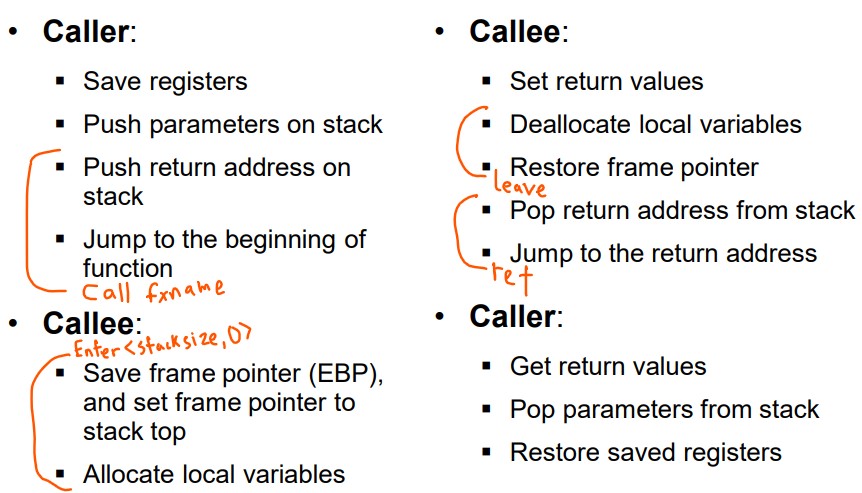 • Caller:
▪ Save registers
▪ Push parameters on stack
▪ Push return address on
stack
▪ Jump to the beginning of
function
Call fxname
• Callee:
Enter <stacksize, 0>
▪ Save frame pointer (EBP),
and set frame pointer to
stack top
▪ Allocate local variables
• Callee:
▪ Set return values
▪ Deallocate local variables
▪ Restore frame pointer
leave
▪ Pop return address from stack
▪ Jump to the return address
ret
• Caller:
▪ Get return values
▪ Pop parameters from stack
▪ Restore saved registers